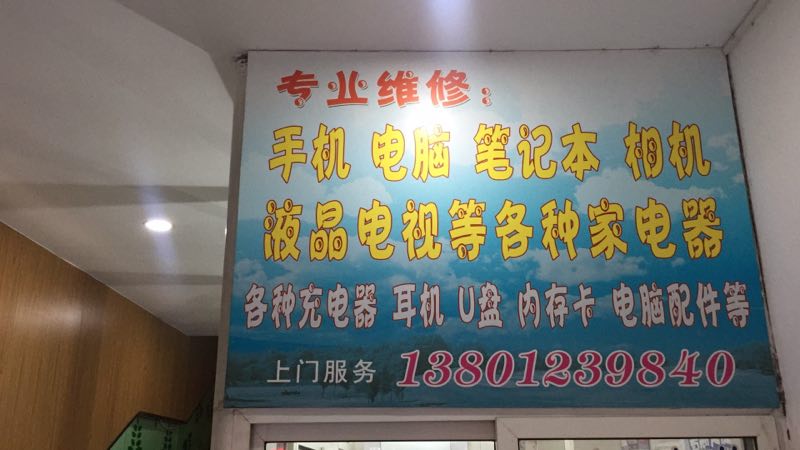 专业维修：
手机 电脑 笔记本 相机
液晶电视等各种家电器
各种充电器 耳机 U盘 内存卡 电脑配件等
上门服务 13801239840